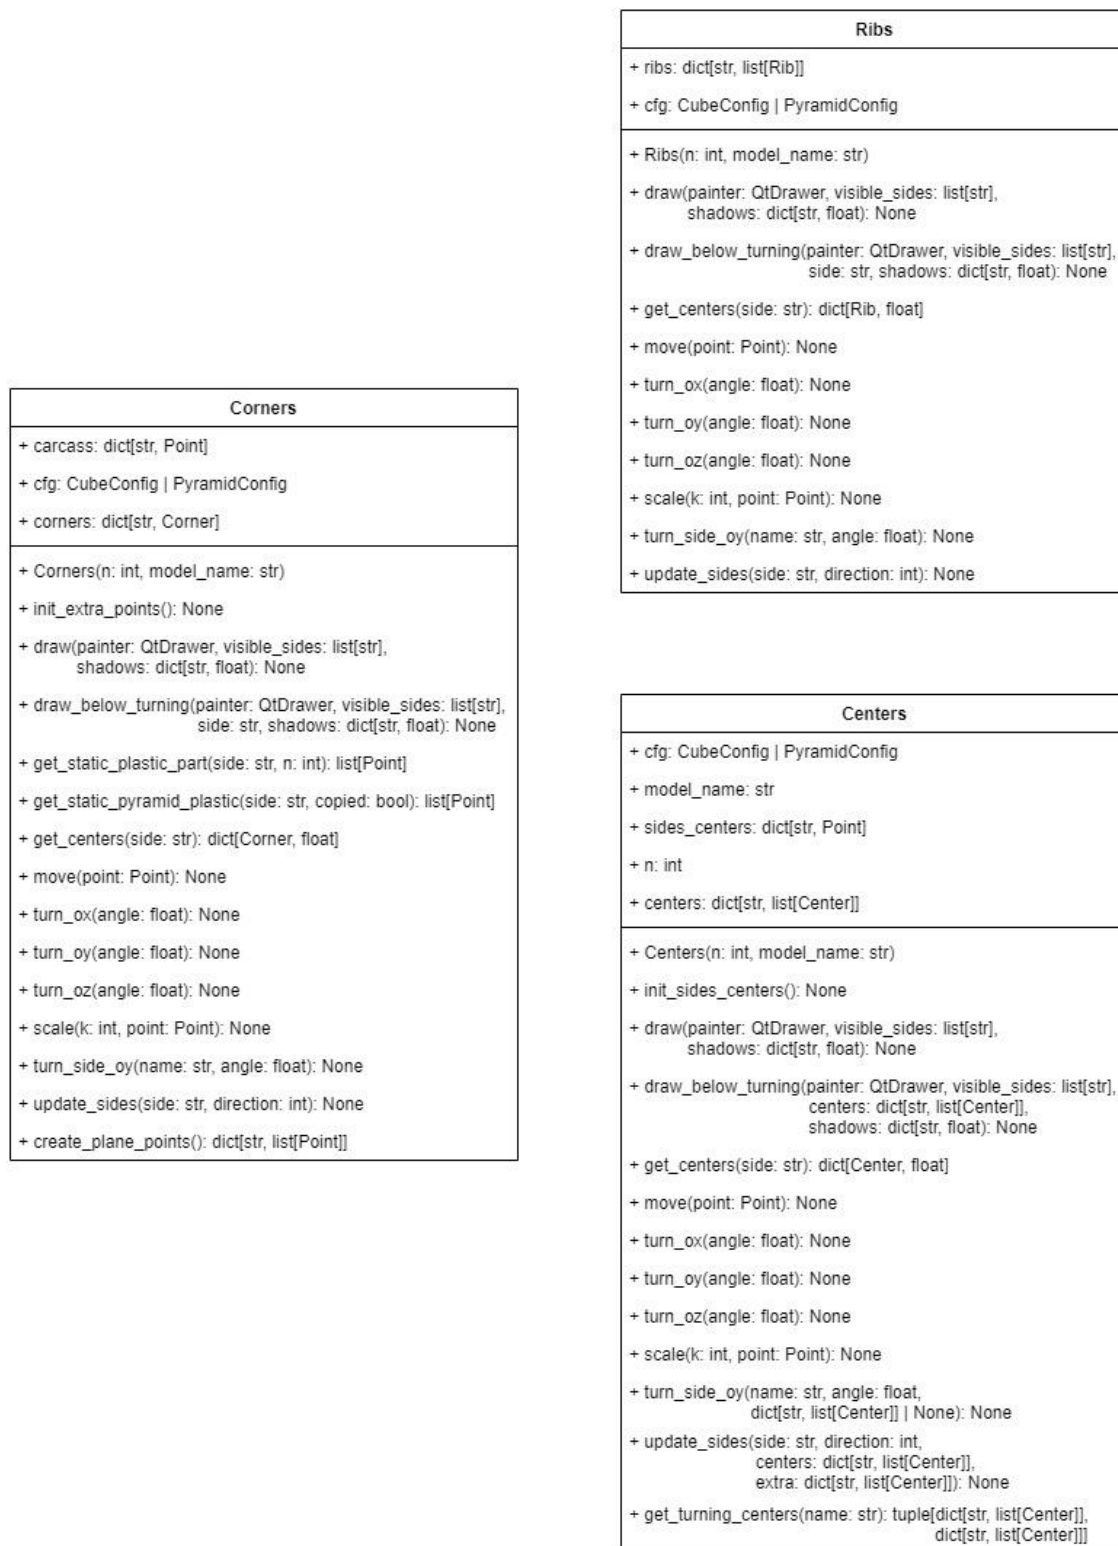 Ribs
+ ribs: dict[str, list[Rib]]
+ cfg: CubeConfig | PyramidConfig
+ Ribs(n: int, model_name: str)
+ draw(painter: QtDrawer, visible_sides: list[str],
shadows: dict[str, float): None
+ draw_below_turning(painter: QtDrawer, visible_sides: list[str],
side: str, shadows: dict[str, float): None
+ get_centers(side: str): dict[Rib, float]
+ move(point: Point): None
+ turn_ox(angle: float): None
+ turn_oy(angle: float): None
+ turn_oz(angle: float): None
+ scale(k: int, point: Point): None
+ turn_side_oy(name: str, angle: float): None
+ update_sides(side: str, direction: int): None
Corners
+ carcass: dict[str, Point]
+ cfg: CubeConfig | PyramidConfig
+ corners: dict[str, Corner]
+ Corners(n: int, model_name: str)
+ init_extra_points(): None
+ draw(painter: QtDrawer, visible_sides: list[str],
shadows: dict[str, float): None
+ draw_below_turning(painter: QtDrawer, visible_sides: list[str],
side: str, shadows: dict[str, float): None
+ get_static_plastic_part(side: str, n: int): list[Point]
+ get_static_pyramid_plastic(side: str, copied: bool): list[Point]
+ get_centers(side: str): dict[Corner, float]
+ move(point: Point): None
+ turn_ox(angle: float): None
+ turn_oy(angle: float): None
+ turn_oz(angle: float): None
+ scale(k: int, point: Point): None
+ turn_side_oy(name: str, angle: float): None
+ update_sides(side: str, direction: int): None
+ create_plane_points(): dict[str, list[Point]]
Centers
+ cfg: CubeConfig | PyramidConfig
+ model_name: str
+ sides_centers: dict[str, Point]
+ n: int
+ centers: dict[str, list[Center]]
+ Centers(n: int, model_name: str)
+ init_sides_centers(): None
+ draw(painter: QtDrawer, visible_sides: list[str],
shadows: dict[str, float): None
+ draw_below_turning(painter: QtDrawer, visible_sides: list[str],
centers: dict[str, list[Center]],
shadows: dict[str, float): None
+ get_centers(side: str): dict[Center, float]
+ move(point: Point): None
+ turn_ox(angle: float): None
+ turn_oy(angle: float): None
+ turn_oz(angle: float): None
+ scale(k: int, point: Point): None
+ turn_side_oy(name: str, angle: float,
dict[str, list[Center]] | None): None
+ update_sides(side: str, direction: int,
centers: dict[str, list[Center]],
extra: dict[str, list[Center]]): None
+ get_turning_centers(name: str): tuple[dict[str, list[Center]],
dict[str, list[Center]]]